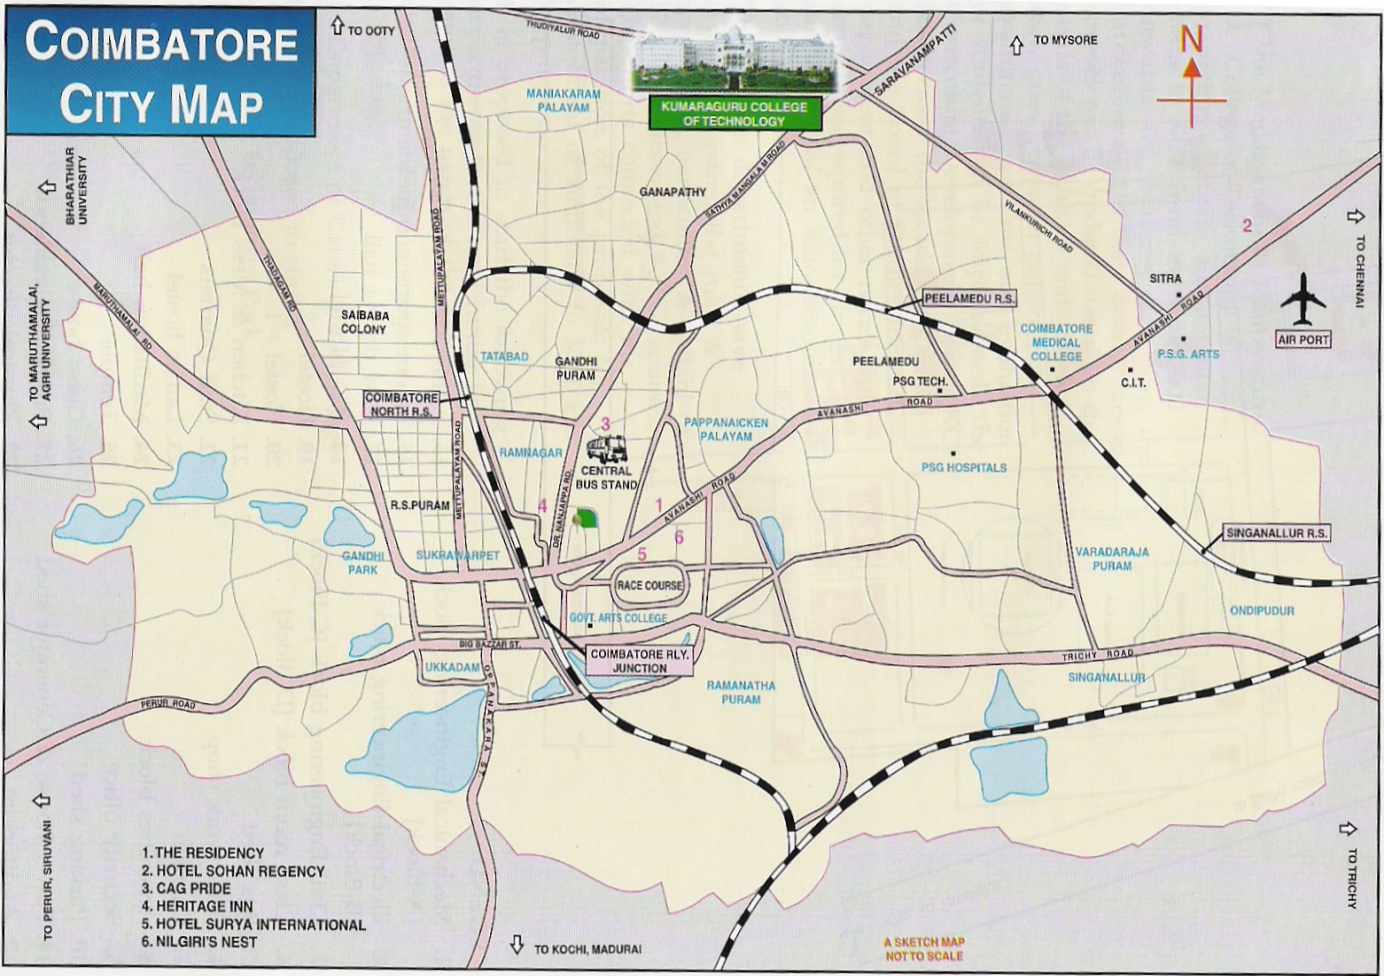 COIMBATORE
CITY MAP
TO OOTY
THUDIYALUR ROAD
SARAVANAMPATTI
TO MYSORE
N
MANIAKARAM
PALAYAM
KUMARAGURU COLLEGE
OF TECHNOLOGY
BHARATHIAR
UNIVERSITY
GANAPATHY
SATHYA MANGALAM ROAD
VILANKURICHI ROAD
2
TO CHENNAI
METTUPALAYAM ROAD
THADAGAM RD
MARUTHAMALAI RD
TO MARUTHAMALAI,
AGRI UNIVERSITY
SAIBABA
COLONY
SITRA
PEELAMEDU R.S.
AVANASHI ROAD
AIR PORT
COIMBATORE
MEDICAL
COLLEGE
P.S.G. ARTS
C.I.T.
TATABAD
GANDHI
PURAM
PEELAMEDU
PSG TECH.
COIMBATORE
NORTH R.S.
AVANASHI ROAD
3
PAPPANAICKEN
PALAYAM
METTUPALAYAM ROAD
RAMNAGAR
CENTRAL
BUS STAND
PSG HOSPITALS
DR. NANJAPPA RD.
AVANASHI ROAD
R.S.PURAM
4
1
6
5
SINGANALLUR R.S.
GANDHI
PARK
SUKRAWARPET
VARADARAJA
PURAM
RACE COURSE
ONDIPUDUR
GOVT. ARTS COLLEGE
BIG BAZZAR ST.
COIMBATORE RLY.
JUNCTION
TRICHY ROAD
UKKADAM
SINGANALLUR
OPPANAKARA ST
RAMANATHA
PURAM
PERUR ROAD
TO PERUR, SIRUVANI
TO TRICHY
1. THE RESIDENCY
2. HOTEL SOHAN REGENCY
3. CAG PRIDE
4. HERITAGE INN
5. HOTEL SURYA INTERNATIONAL
6. NILGIRI'S NEST
TO KOCHI, MADURAI
A SKETCH MAP
NOT TO SCALE